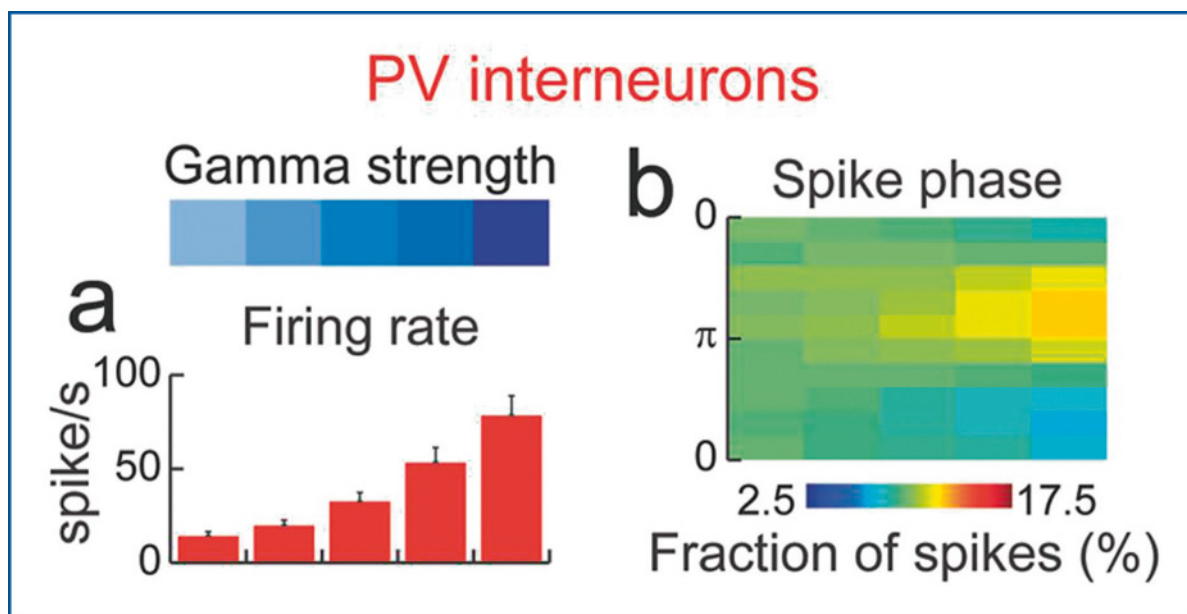 PV interneurons
Gamma strength
a
Firing rate
spike/s
100
50
0
b
Spike phase
0
π
0
2.5
17.5
Fraction of spikes (%)